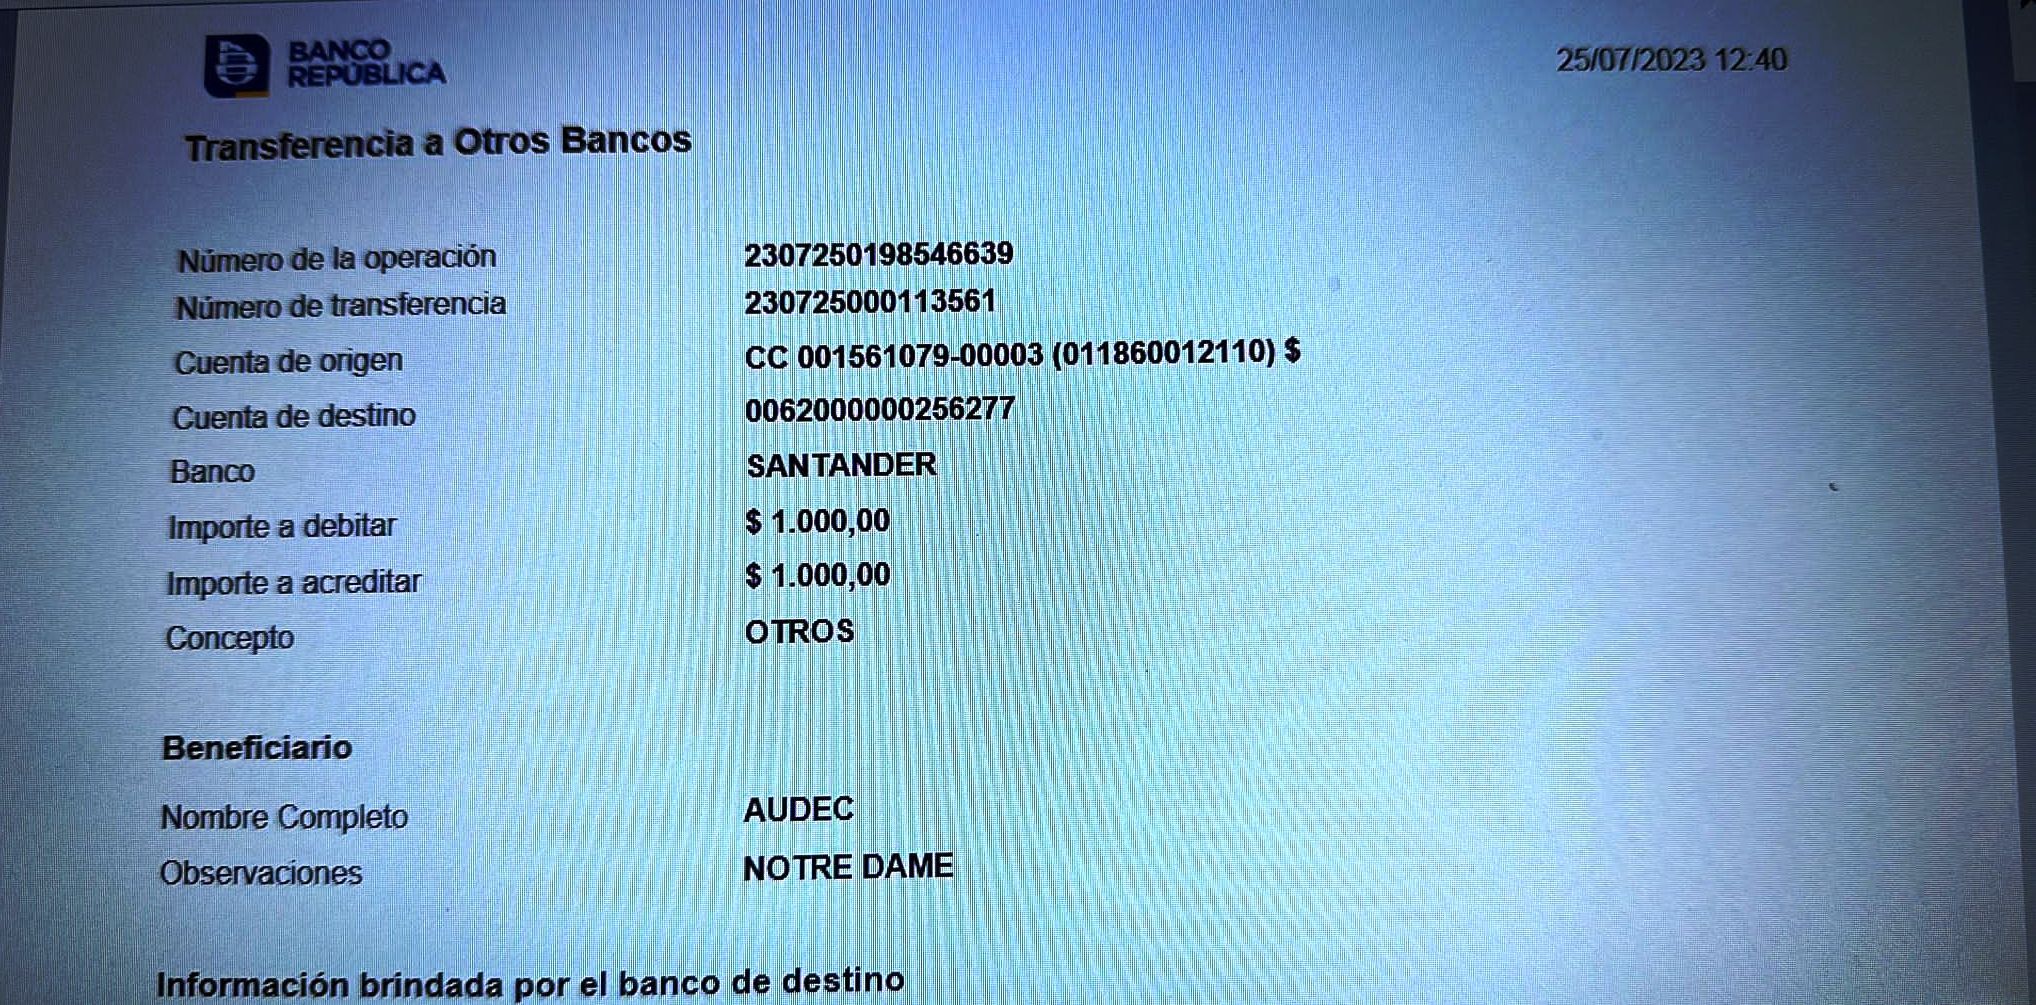 BANCO
REPÚBLICA
25/07/2023 12:40
Transferencia a Otros Bancos
Número de la operación 2307250198546639
Número de transferencia 230725000113561
Cuenta de origen CC 001561079-00003 (011860012110) $
Cuenta de destino 0062000000256277
Banco SANTANDER
Importe a debitar $ 1.000,00
Importe a acreditar $ 1.000,00
Concepto OTROS
Beneficiario
Nombre Completo AUDEC
Observaciones NOTRE DAME
Información brindada por el banco de destino